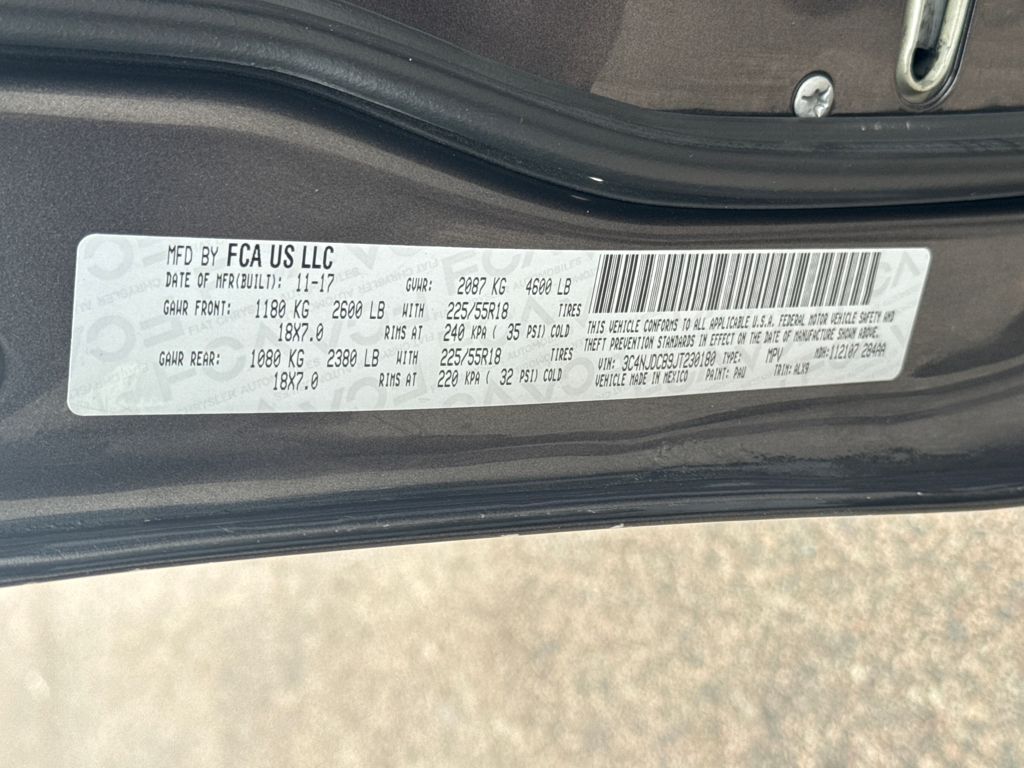 MFD BY FCA US LLC
DATE OF MFR(BUILT): 11-17 GVWR: 2087 KG 4600 LB
GAWR FRONT: 1180 KG 2600 LB WITH 225/55R18 TIRES
18X7.0 RIMS AT 240 KPA ( 35 PSI) COLD
GAWR REAR: 1080 KG 2380 LB WITH 225/55R18 TIRES
18X7.0 RIMS AT 220 KPA ( 32 PSI) COLD
THIS VEHICLE CONFORMS TO ALL APPLICABLE U.S.A. FEDERAL MOTOR VEHICLE SAFETY AND
THEFT PREVENTION STANDARDS IN EFFECT ON THE DATE OF MANUFACTURE SHOWN ABOVE.
VIN: 3C4NJDCB9JT230180 TYPE: MPV MDH: 112107 284AA
VEHICLE MADE IN MEXICO PAINT: PAU TRIM: ALX9